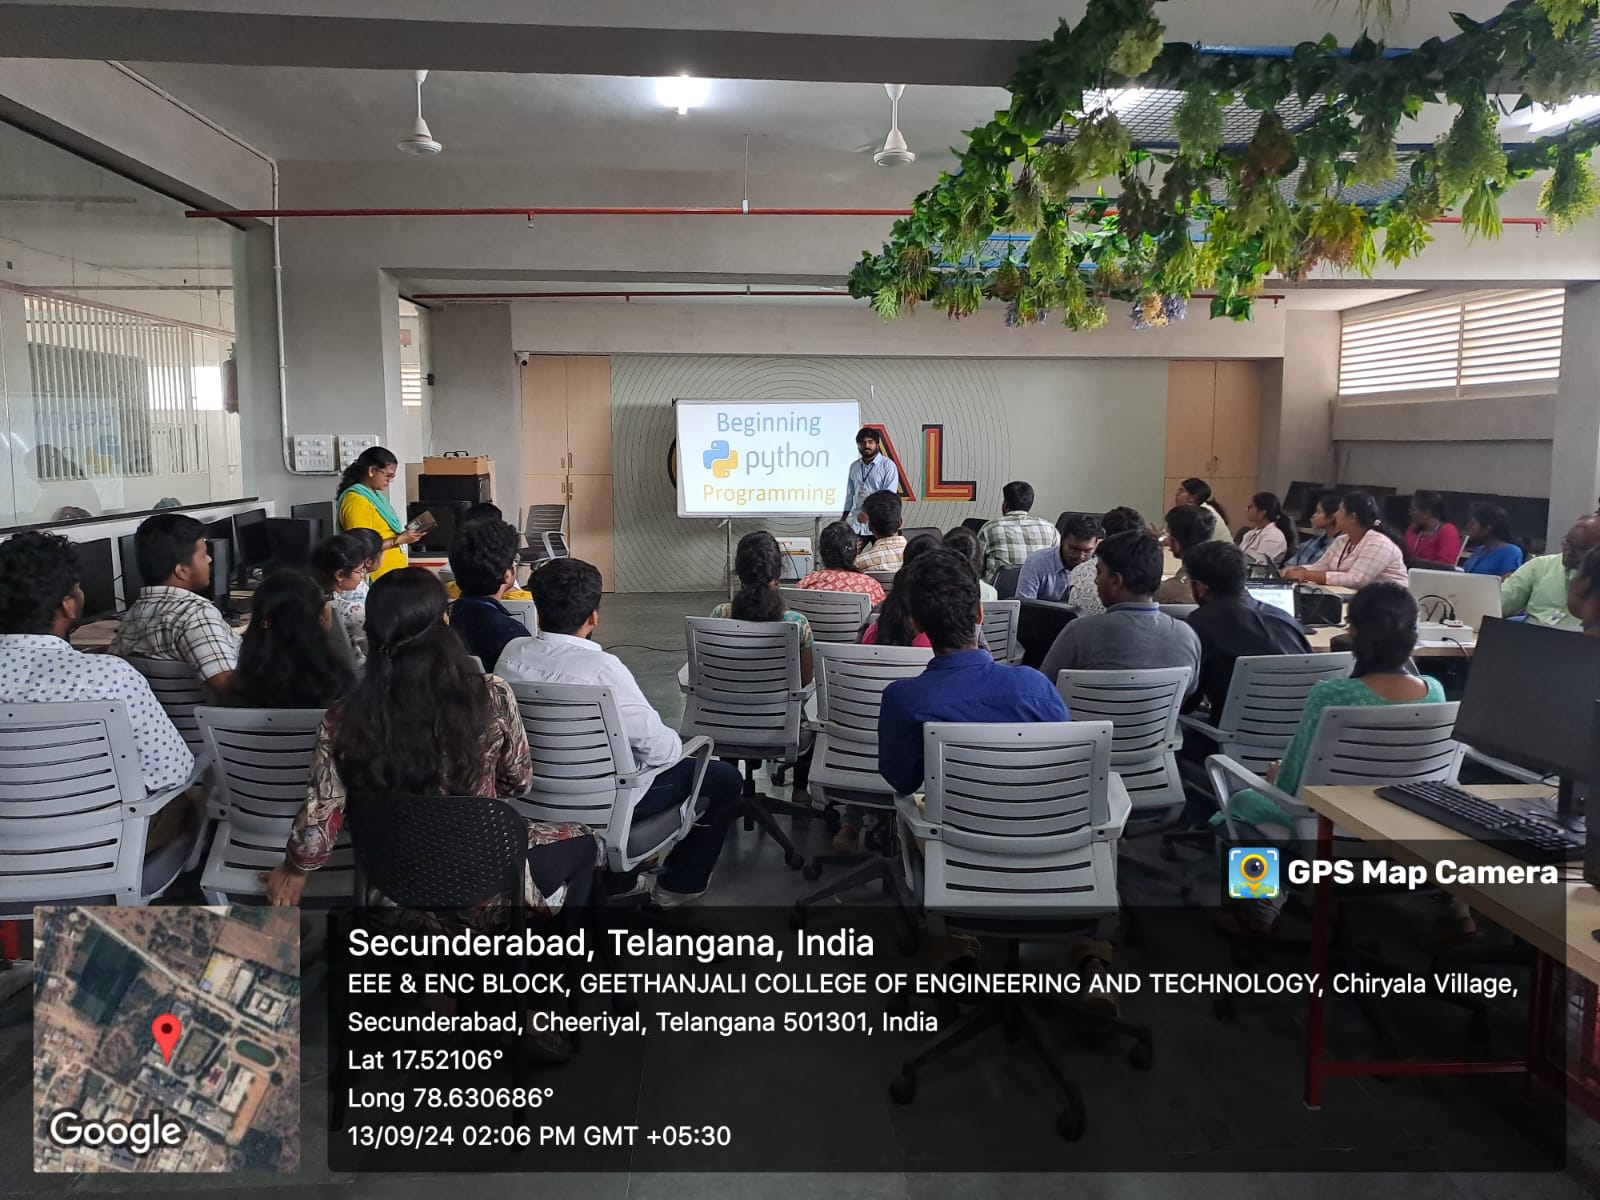 Beginning
python
Programming
AL
GPS Map Camera
Secunderabad, Telangana, India
EEE & ENC BLOCK, GEETHANJALI COLLEGE OF ENGINEERING AND TECHNOLOGY, Chiryala Village,
Secunderabad, Cheeriyal, Telangana 501301, India
Lat 17.52106°
Long 78.630686°
13/09/24 02:06 PM GMT +05:30
Google